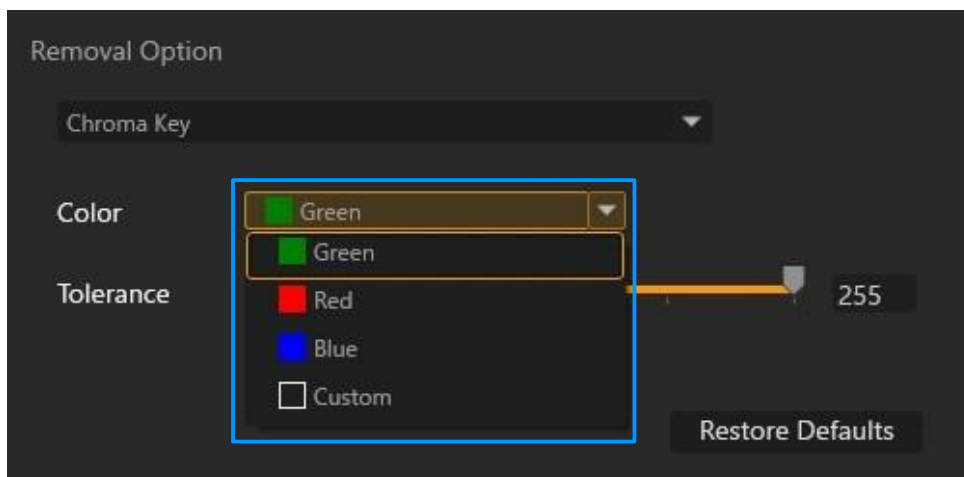 Removal Option
Chroma Key
Color
Green
Green
Tolerance
255
Red
Blue
Custom
Restore Defaults